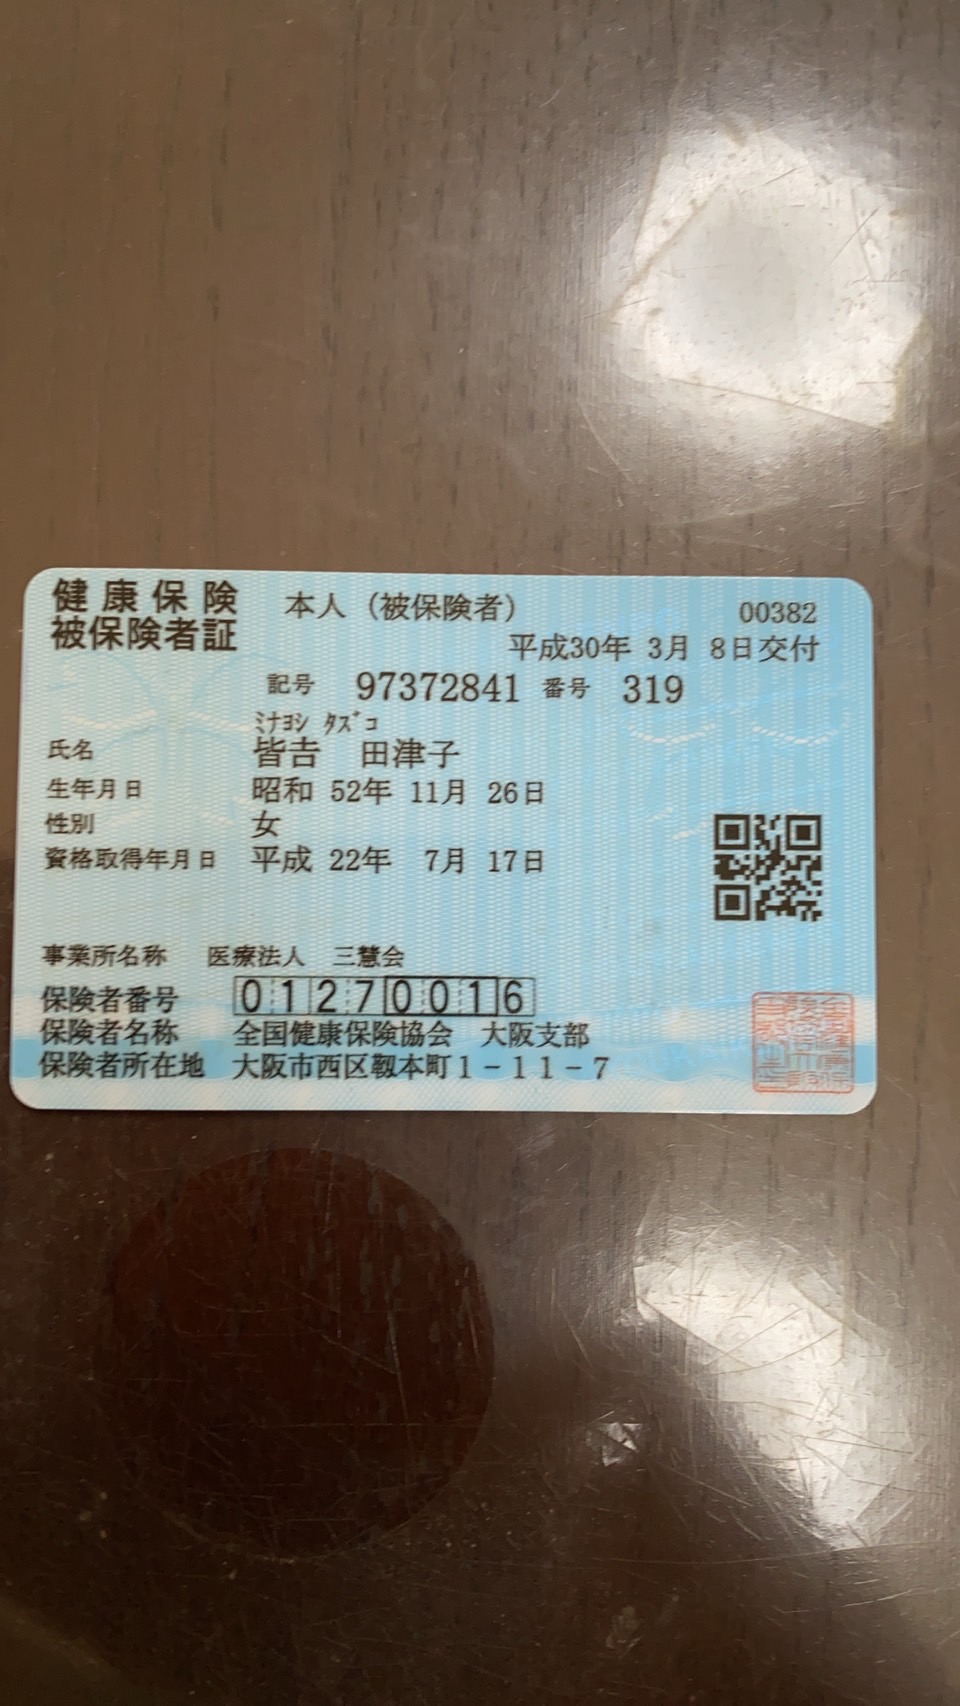 健康保険
被保険者証
本人（被保険者）
00382
平成30年 3月 8日交付
記号 97372841 番号 319
ﾐﾅﾖｼ ﾀｽﾞｺ
氏名 皆𠮷 田津子
生年月日 昭和 52年 11月 26日
性別 女
資格取得年月日 平成 22年 7月 17日
事業所名称 医療法人 三慧会
保険者番号 01270016
保険者名称 全国健康保険協会 大阪支部
保険者所在地 大阪市西区靱本町１－１１－７